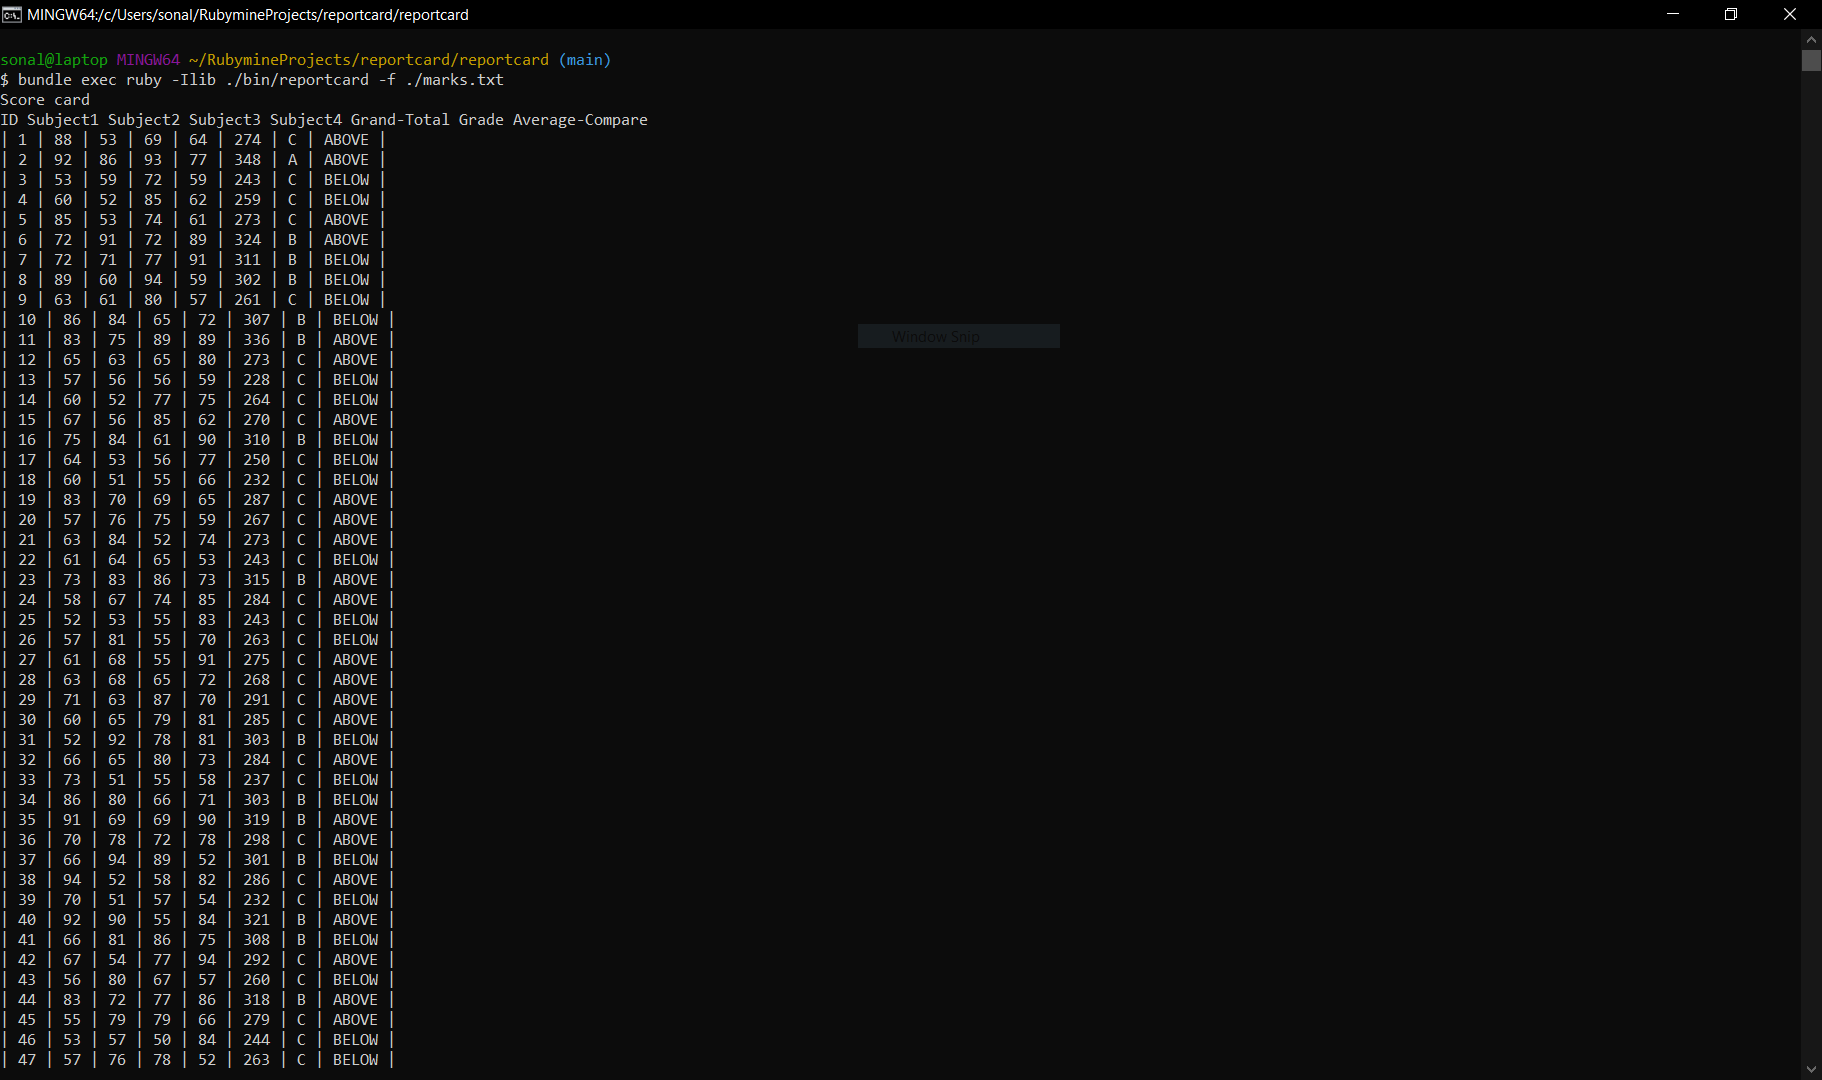 MINGW64:/c/Users/sonal/RubymineProjects/reportcard/reportcard
sonal@laptop MINGW64 ~/RubymineProjects/reportcard/reportcard (main)
$ bundle exec ruby -Ilib ./bin/reportcard -f ./marks.txt
Score card
ID Subject1 Subject2 Subject3 Subject4 Grand-Total Grade Average-Compare
| 1 | 88 | 53 | 69 | 64 | 274 | C | ABOVE |
| 2 | 92 | 86 | 93 | 77 | 348 | A | ABOVE |
| 3 | 53 | 59 | 72 | 59 | 243 | C | BELOW |
| 4 | 60 | 52 | 85 | 62 | 259 | C | BELOW |
| 5 | 85 | 53 | 74 | 61 | 273 | C | ABOVE |
| 6 | 72 | 91 | 72 | 89 | 324 | B | ABOVE |
| 7 | 72 | 71 | 77 | 91 | 311 | B | BELOW |
| 8 | 89 | 60 | 94 | 59 | 302 | B | BELOW |
| 9 | 63 | 61 | 80 | 57 | 261 | C | BELOW |
| 10 | 86 | 84 | 65 | 72 | 307 | B | BELOW |
Window Snip
| 11 | 83 | 75 | 89 | 89 | 336 | B | ABOVE |
| 12 | 65 | 63 | 65 | 80 | 273 | C | ABOVE |
| 13 | 57 | 56 | 56 | 59 | 228 | C | BELOW |
| 14 | 60 | 52 | 77 | 75 | 264 | C | BELOW |
| 15 | 67 | 56 | 85 | 62 | 270 | C | ABOVE |
| 16 | 75 | 84 | 61 | 90 | 310 | B | BELOW |
| 17 | 64 | 53 | 56 | 77 | 250 | C | BELOW |
| 18 | 60 | 51 | 55 | 66 | 232 | C | BELOW |
| 19 | 83 | 70 | 69 | 65 | 287 | C | ABOVE |
| 20 | 57 | 76 | 75 | 59 | 267 | C | ABOVE |
| 21 | 63 | 84 | 52 | 74 | 273 | C | ABOVE |
| 22 | 61 | 64 | 65 | 53 | 243 | C | BELOW |
| 23 | 73 | 83 | 86 | 73 | 315 | B | ABOVE |
| 24 | 58 | 67 | 74 | 85 | 284 | C | ABOVE |
| 25 | 52 | 53 | 55 | 83 | 243 | C | BELOW |
| 26 | 57 | 81 | 55 | 70 | 263 | C | BELOW |
| 27 | 61 | 68 | 55 | 91 | 275 | C | ABOVE |
| 28 | 63 | 68 | 65 | 72 | 268 | C | ABOVE |
| 29 | 71 | 63 | 87 | 70 | 291 | C | ABOVE |
| 30 | 60 | 65 | 79 | 81 | 285 | C | ABOVE |
| 31 | 52 | 92 | 78 | 81 | 303 | B | BELOW |
| 32 | 66 | 65 | 80 | 73 | 284 | C | ABOVE |
| 33 | 73 | 51 | 55 | 58 | 237 | C | BELOW |
| 34 | 86 | 80 | 66 | 71 | 303 | B | BELOW |
| 35 | 91 | 69 | 69 | 90 | 319 | B | ABOVE |
| 36 | 70 | 78 | 72 | 78 | 298 | C | ABOVE |
| 37 | 66 | 94 | 89 | 52 | 301 | B | BELOW |
| 38 | 94 | 52 | 58 | 82 | 286 | C | ABOVE |
| 39 | 70 | 51 | 57 | 54 | 232 | C | BELOW |
| 40 | 92 | 90 | 55 | 84 | 321 | B | ABOVE |
| 41 | 66 | 81 | 86 | 75 | 308 | B | BELOW |
| 42 | 67 | 54 | 77 | 94 | 292 | C | ABOVE |
| 43 | 56 | 80 | 67 | 57 | 260 | C | BELOW |
| 44 | 83 | 72 | 77 | 86 | 318 | B | ABOVE |
| 45 | 55 | 79 | 79 | 66 | 279 | C | ABOVE |
| 46 | 53 | 57 | 50 | 84 | 244 | C | BELOW |
| 47 | 57 | 76 | 78 | 52 | 263 | C | BELOW |